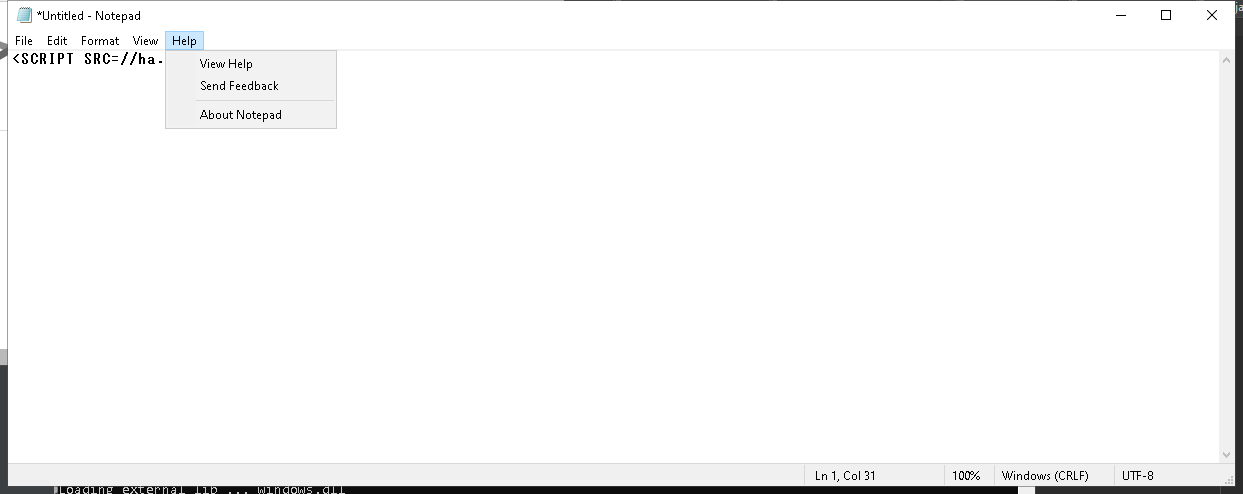 *Untitled - Notepad
File Edit Format View Help
<SCRIPT SRC=//ha.
View Help
Send Feedback
About Notepad
Ln 1, Col 31 100% Windows (CRLF) UTF-8
Loading external lib ... windows.dll